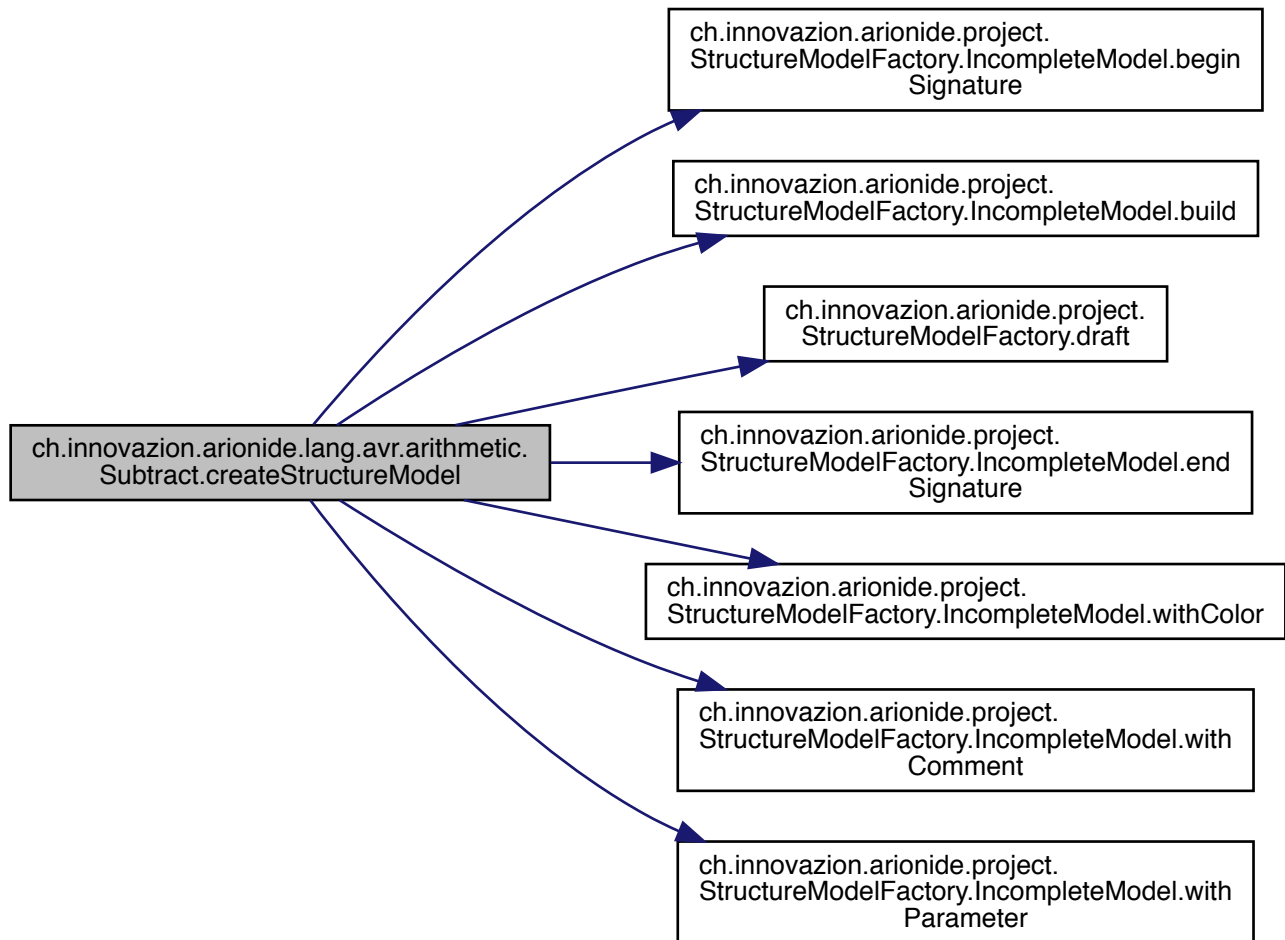 ch.innovazion.arionide.project.
StructureModelFactory.IncompleteModel.begin
Signature
ch.innovazion.arionide.project.
StructureModelFactory.IncompleteModel.build
ch.innovazion.arionide.project.
StructureModelFactory.draft
ch.innovazion.arionide.lang.avr.arithmetic.
Subtract.createStructureModel
ch.innovazion.arionide.project.
StructureModelFactory.IncompleteModel.end
Signature
ch.innovazion.arionide.project.
StructureModelFactory.IncompleteModel.withColor
ch.innovazion.arionide.project.
StructureModelFactory.IncompleteModel.with
Comment
ch.innovazion.arionide.project.
StructureModelFactory.IncompleteModel.with
Parameter